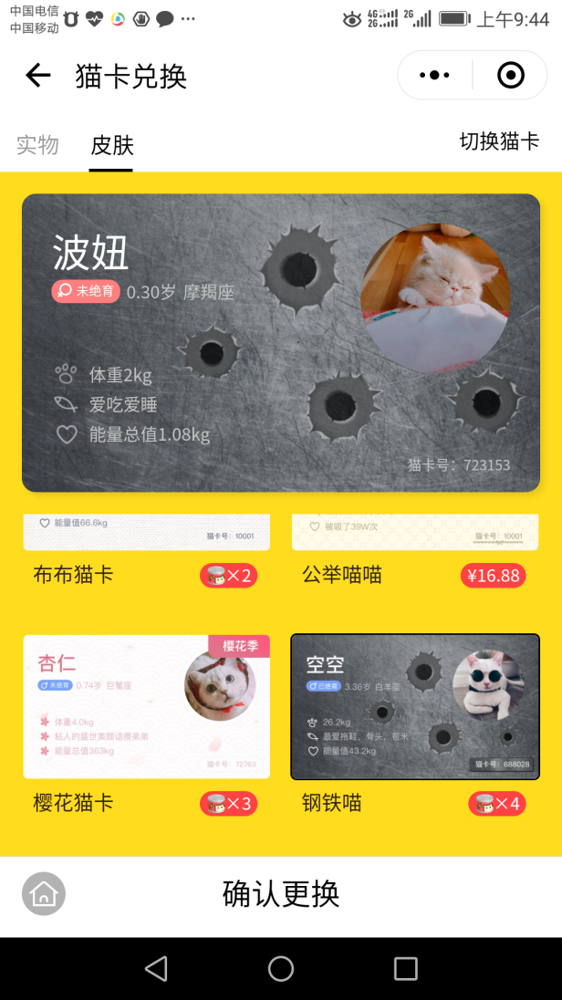 中国电信
中国移动
4G 2G 2G 上午9:44
猫卡兑换
实物 皮肤 切换猫卡
波妞
未绝育 0.30岁 摩羯座
体重2kg
爱吃爱睡
能量总值1.08kg
猫卡号：723153
能量值66.6kg
猫卡号：10001
被吸了39W次
猫卡号：10001
布布猫卡 ×2
公举喵喵 ¥16.88
樱花季
杏仁
未绝育 0.74岁 巨蟹座
体重4.0kg
粘人的盛世美颜话痨弟弟
能量总值363kg
猫卡号：72763
空空
已绝育 3.36岁 白羊座
26.2kg
最爱拖鞋，骨头，苞米
能量值43.2kg
猫卡号：688028
樱花猫卡 ×3
钢铁喵 ×4
确认更换